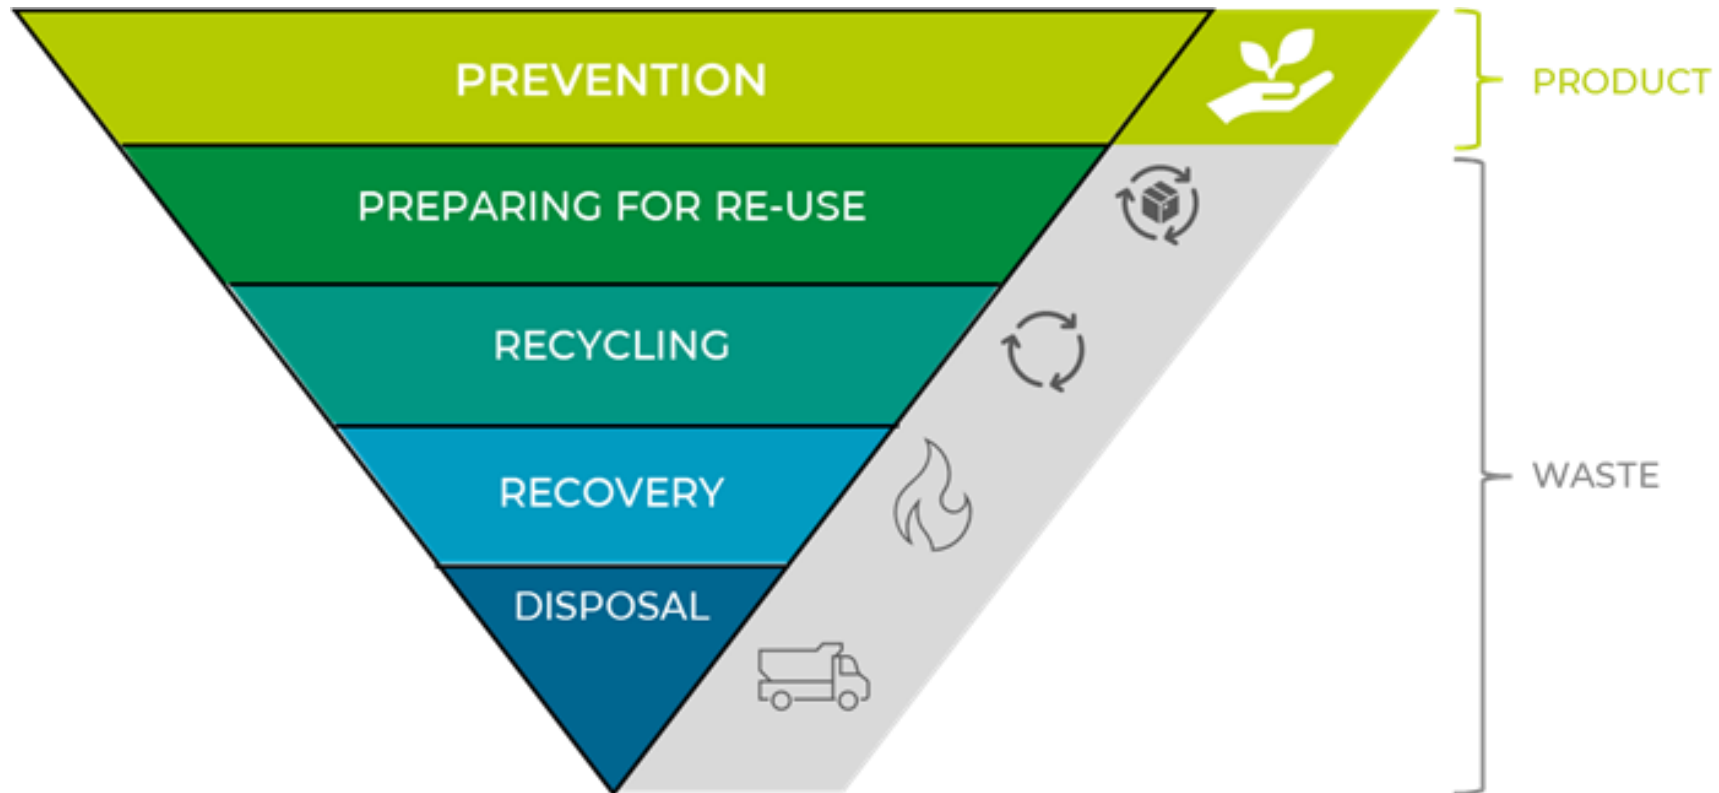 PREVENTION
PRODUCT
PREPARING FOR RE-USE
RECYCLING
RECOVERY
WASTE
DISPOSAL